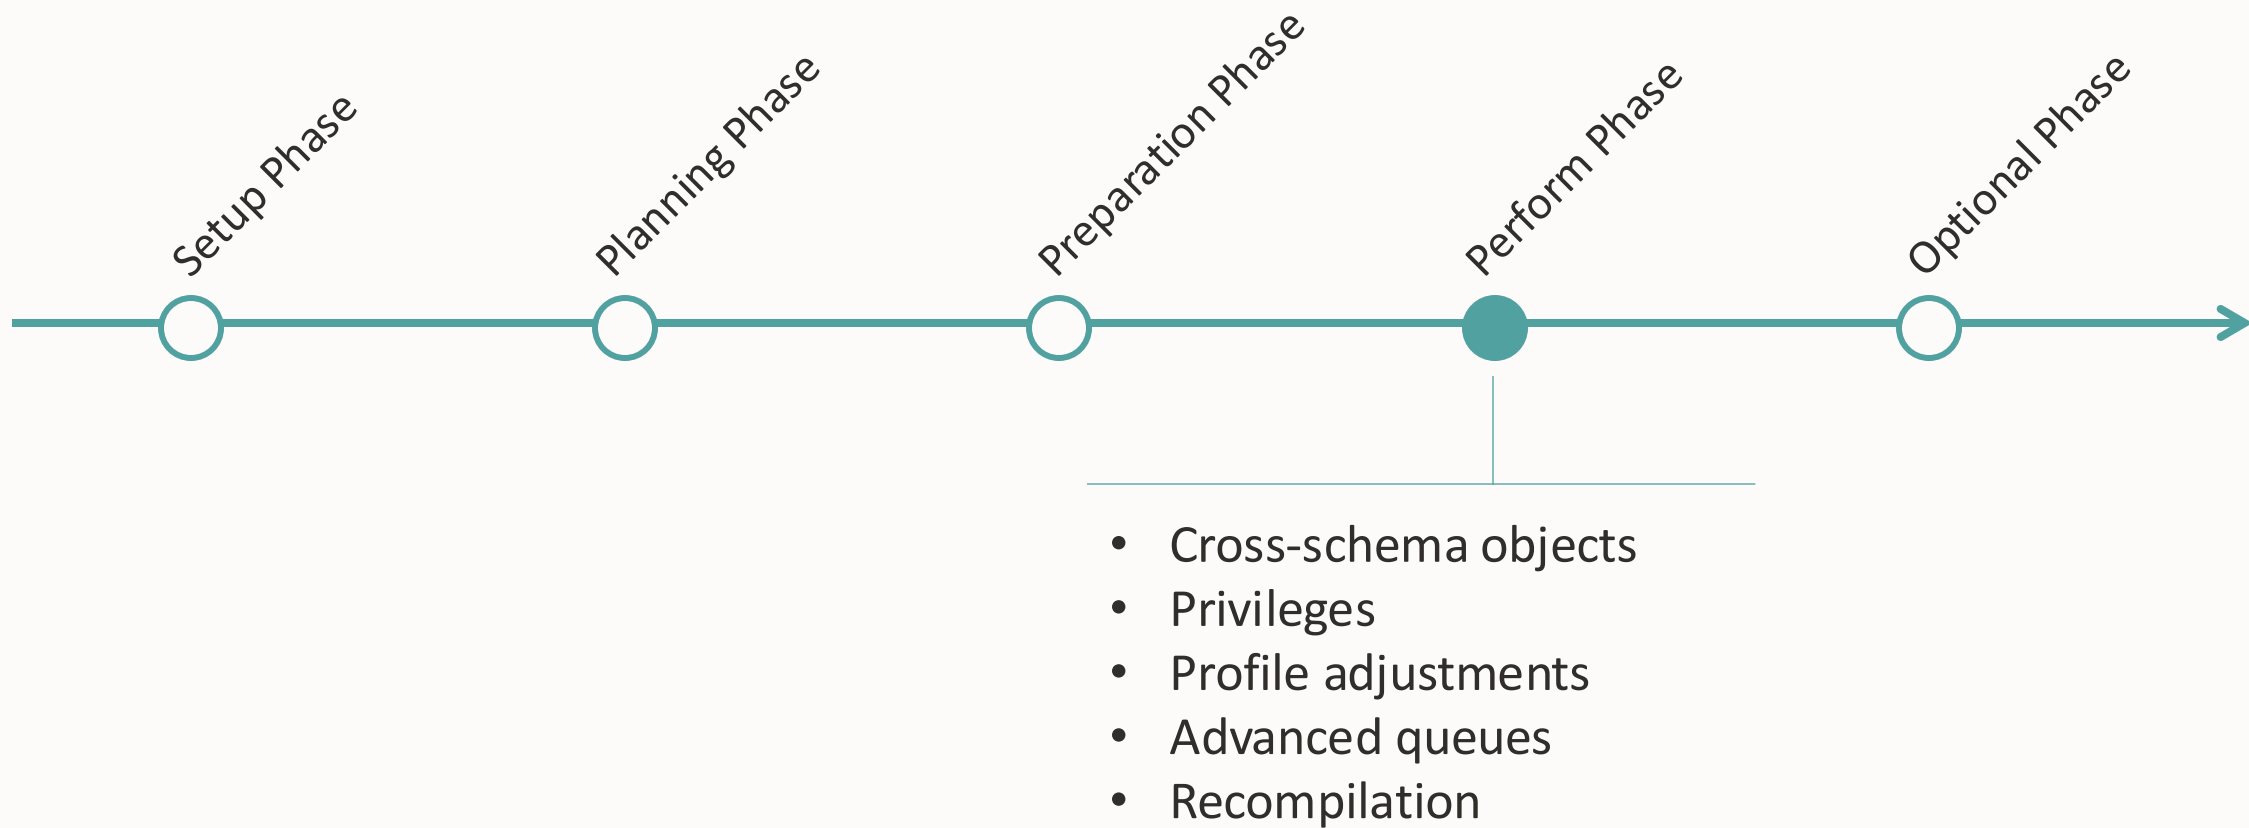 Setup Phase
Planning Phase
Preparation Phase
Perform Phase
Optional Phase
• Cross-schema objects
• Privileges
• Profile adjustments
• Advanced queues
• Recompilation